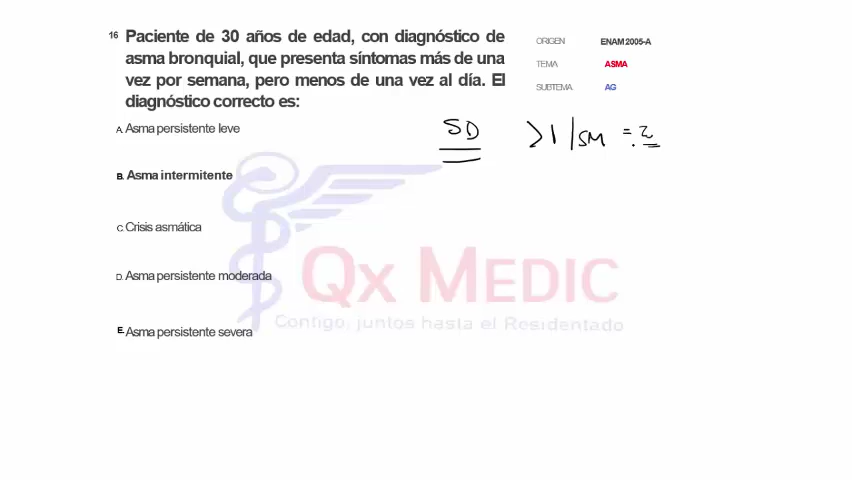 16 Paciente de 30 años de edad, con diagnóstico de
asma bronquial, que presenta síntomas más de una
vez por semana, pero menos de una vez al día. El
diagnóstico correcto es:
ORIGEN ENAM 2005-A
TEMA ASMA
SUBTEMA AG
A. Asma persistente leve
SD >1/SM = 2
B. Asma intermitente
C. Crisis asmática
D. Asma persistente moderada
E. Asma persistente severa
QX MEDIC
Contigo, juntos hasta el Residentado